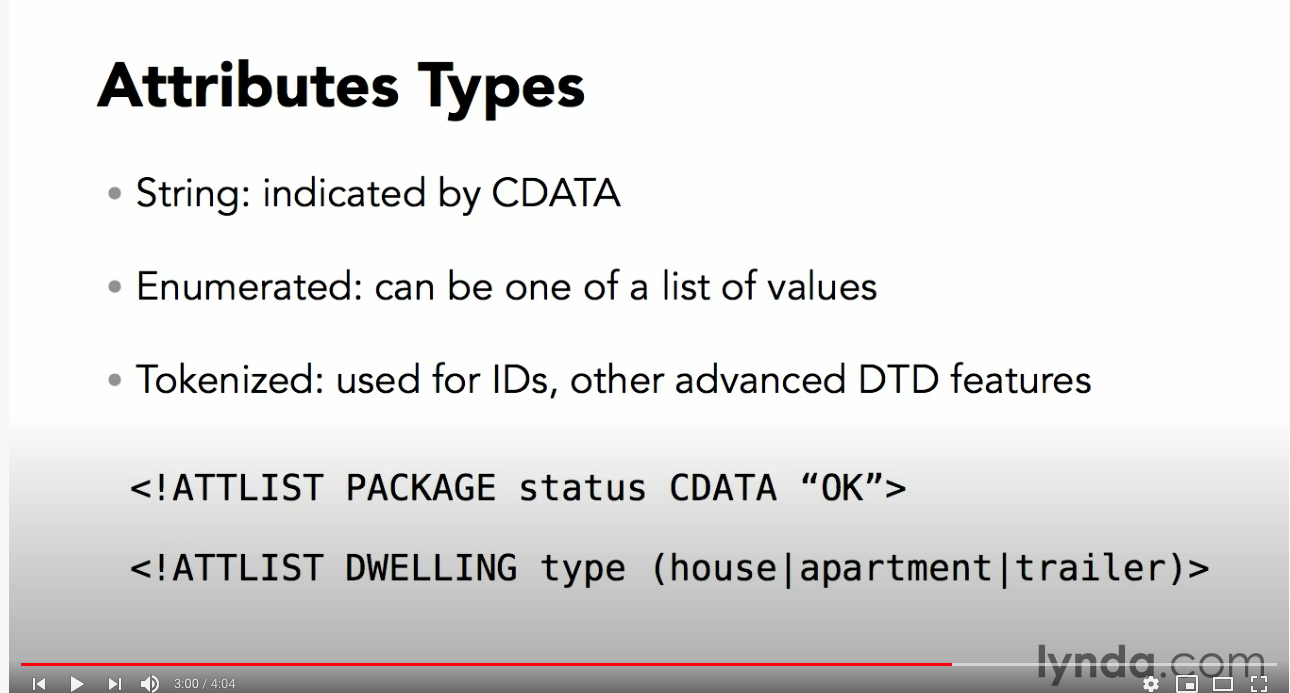 Attributes Types
• String: indicated by CDATA
• Enumerated: can be one of a list of values
• Tokenized: used for IDs, other advanced DTD features
<!ATTLIST PACKAGE status CDATA “OK”>
<!ATTLIST DWELLING type (house|apartment|trailer)>
lynda.com
3:00 / 4:04